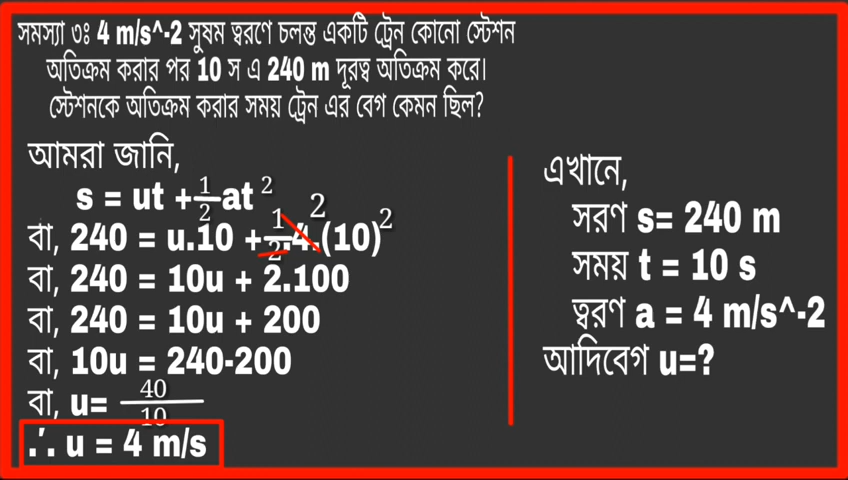 সমস্যা ৩ঃ 4 m/s^-2 সুষম ত্বরণে চলন্ত একটি ট্রেন কোনো স্টেশন
অতিক্রম করার পর 10 স এ 240 m দূরত্ব অতিক্রম করে।
স্টেশনকে অতিক্রম করার সময় ট্রেন এর বেগ কেমন ছিল?
আমরা জানি,
s = ut + 1/2 at 2
বা, 240 = u.10 + 1/2.4.(10)2 2
বা, 240 = 10u + 2.100
বা, 240 = 10u + 200
বা, 10u = 240-200
বা, u= 40/10
∴ u = 4 m/s
এখানে,
সরণ s= 240 m
সময় t = 10 s
ত্বরণ a = 4 m/s^-2
আদিবেগ u=?